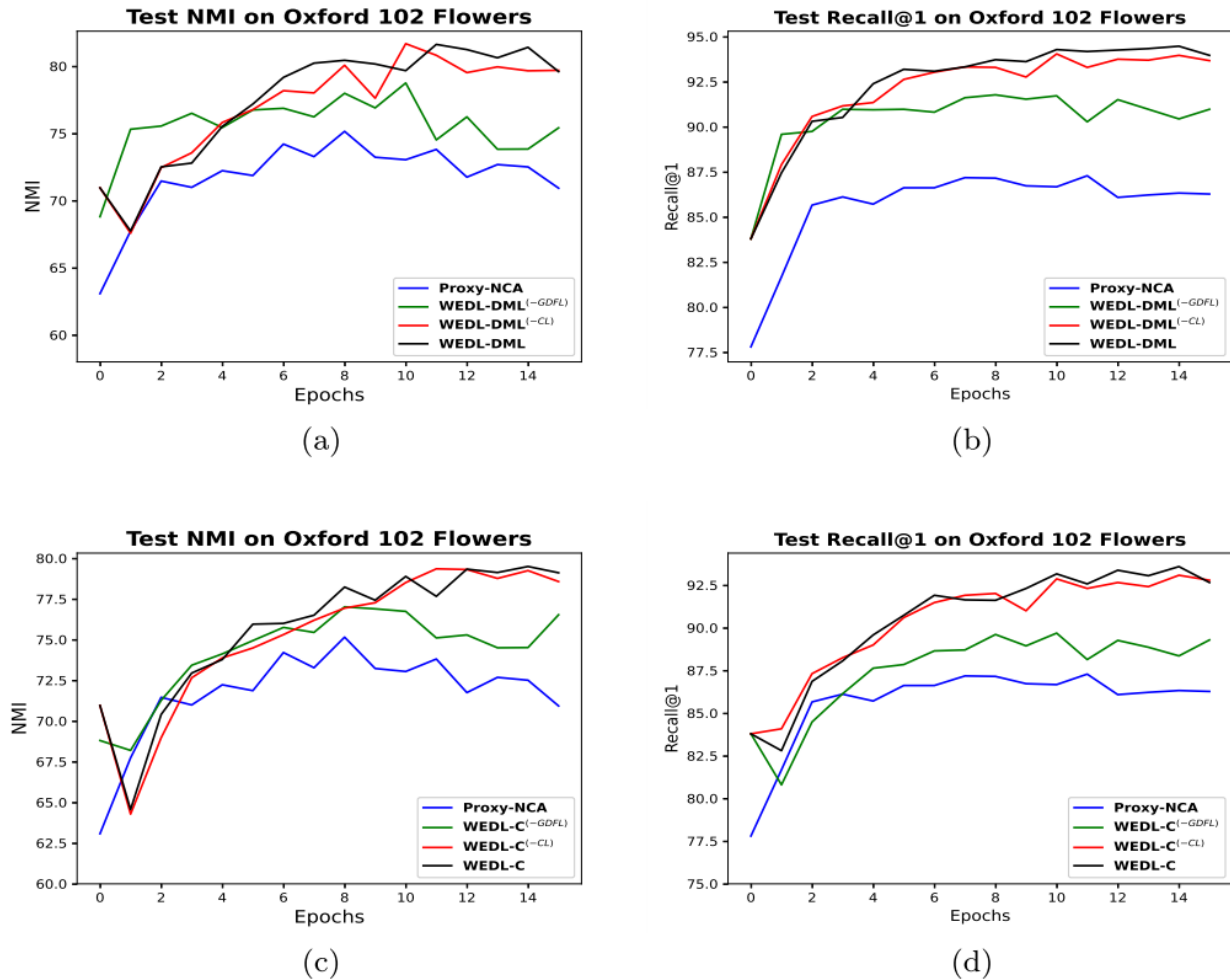 Test NMI on Oxford 102 Flowers
NMI
80
75
70
65
60
0 2 4 6 8 10 12 14
Epochs
Proxy-NCA
WEDL-DML(−GDFL)
WEDL-DML(−CL)
WEDL-DML
(a)
Test Recall@1 on Oxford 102 Flowers
Recall@1
95.0
92.5
90.0
87.5
85.0
82.5
80.0
77.5
0 2 4 6 8 10 12 14
Epochs
Proxy-NCA
WEDL-DML(−GDFL)
WEDL-DML(−CL)
WEDL-DML
(b)
Test NMI on Oxford 102 Flowers
NMI
80.0
77.5
75.0
72.5
70.0
67.5
65.0
62.5
60.0
0 2 4 6 8 10 12 14
Epochs
Proxy-NCA
WEDL-C(−GDFL)
WEDL-C(−CL)
WEDL-C
(c)
Test Recall@1 on Oxford 102 Flowers
Recall@1
92.5
90.0
87.5
85.0
82.5
80.0
77.5
75.0
0 2 4 6 8 10 12 14
Epochs
Proxy-NCA
WEDL-C(−GDFL)
WEDL-C(−CL)
WEDL-C
(d)